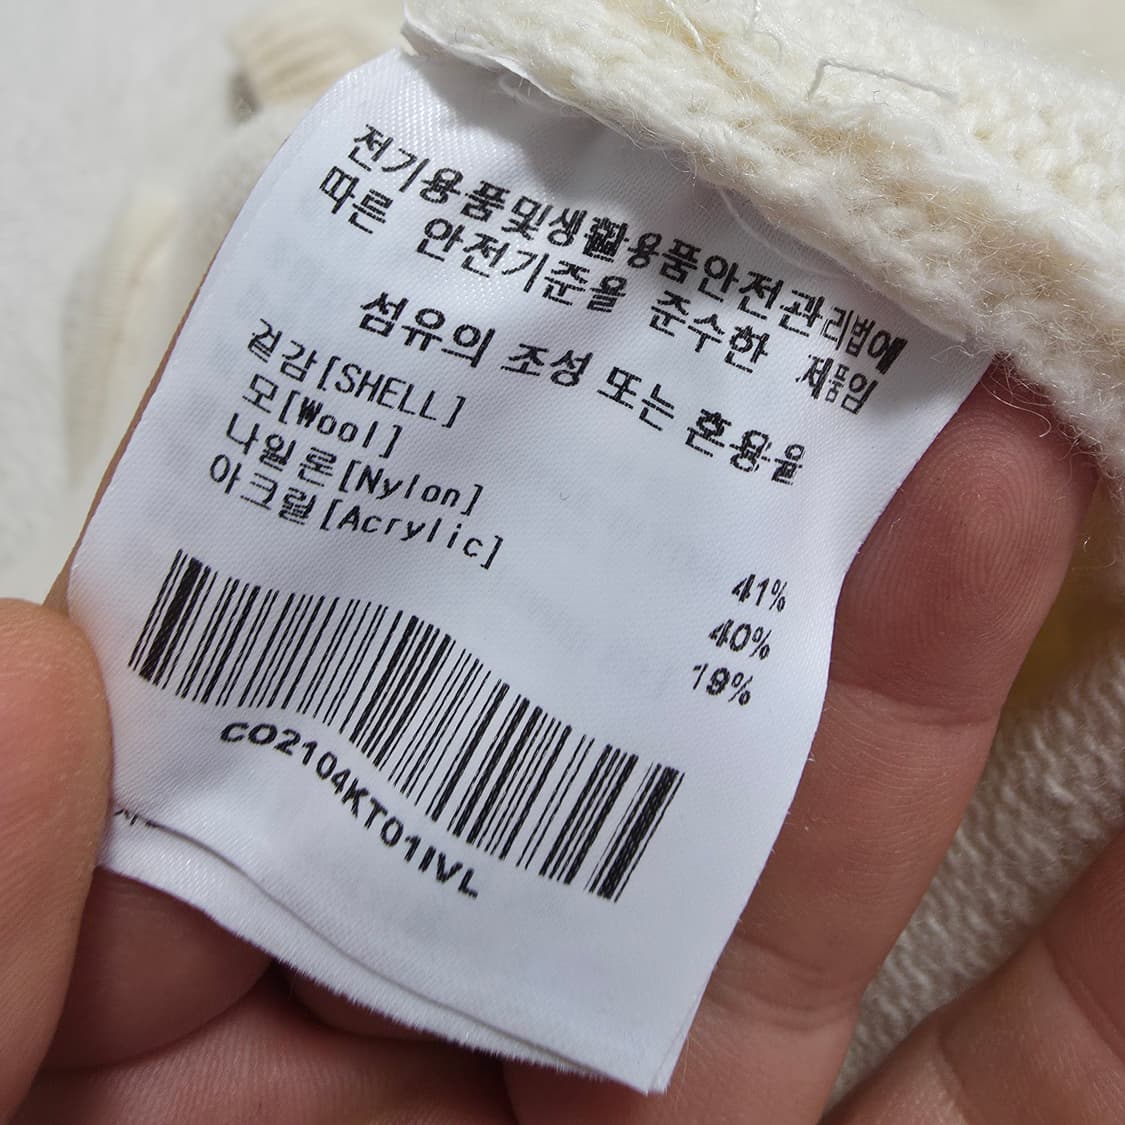 전기용품및생활용품안전관리법에
따른 안전기준을 준수한 제품임
섬유의 조성 또는 혼용율
겉감[SHELL]
모[Wool] 41%
나일론[Nylon] 40%
아크릴[Acrylic] 19%
CO2104KT01IVL